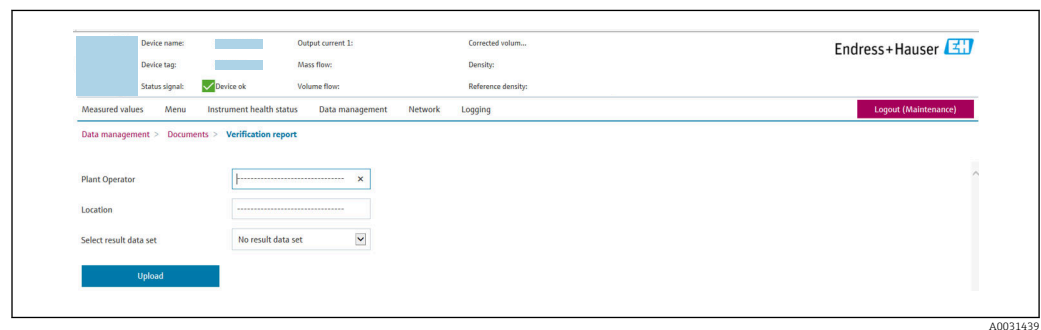 Device name: Output current 1: Corrected volum...
Endress+Hauser EH
Device tag: Mass flow: Density:
Status signal: Device ok Volume flow: Reference density:
Measured values Menu Instrument health status Data management Network Logging Logout (Maintenance)
Data management > Documents > Verification report
Plant Operator -------------------------------- ×
Location --------------------------------
Select result data set No result data set
Upload
A0031439